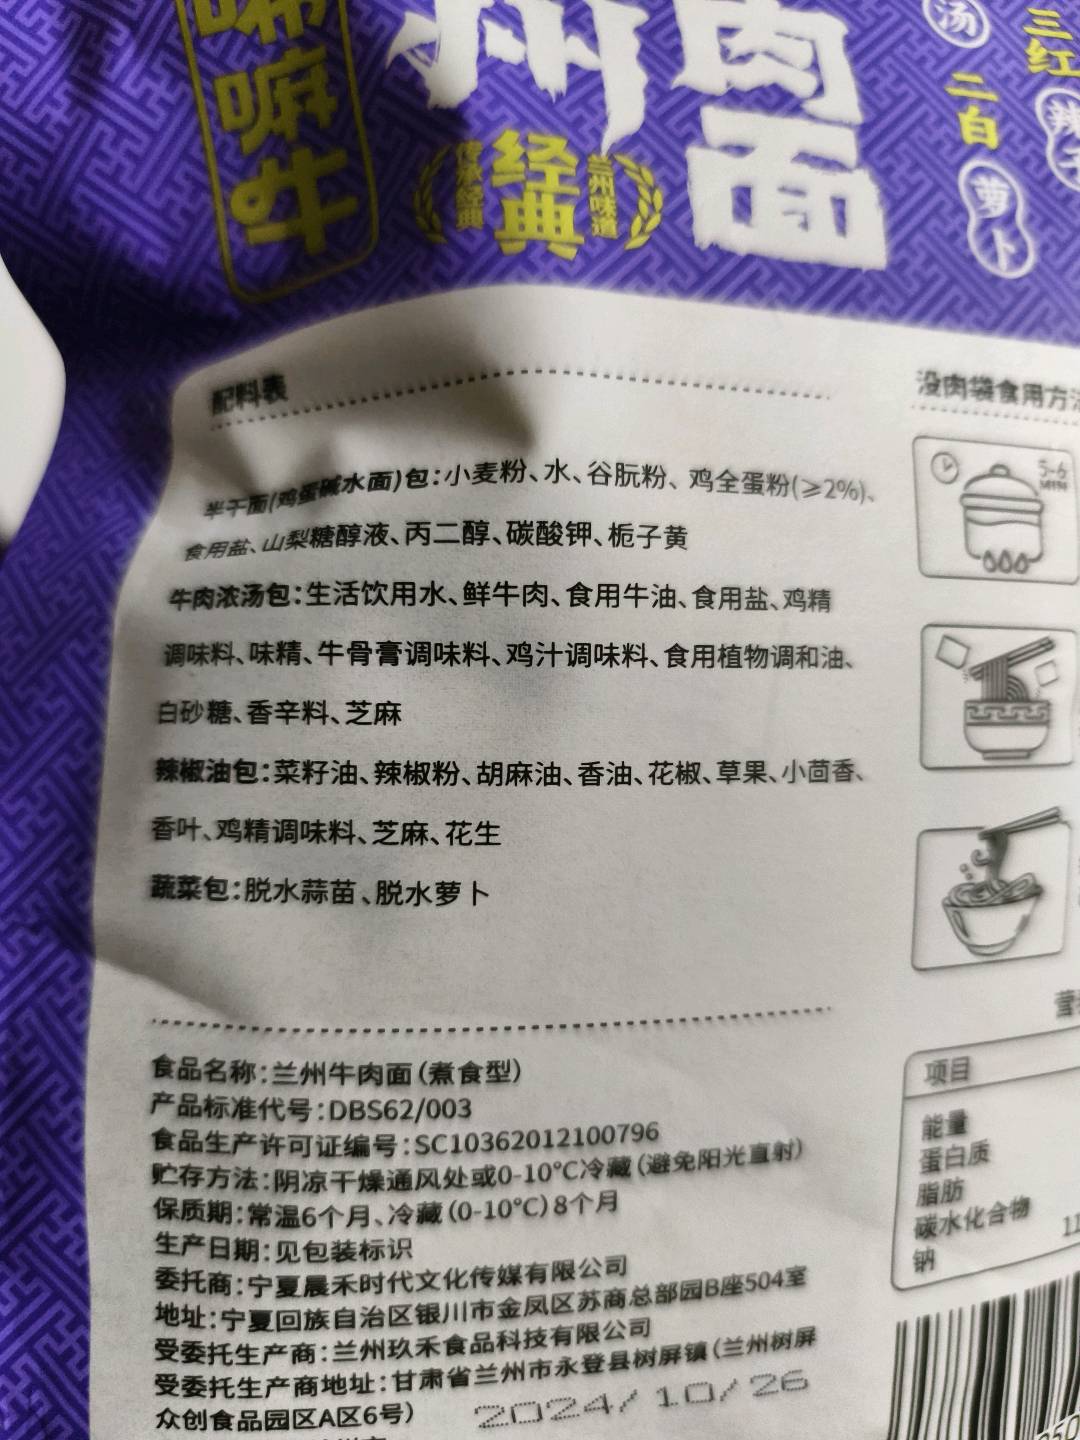 唏嘛牛
州肉面
传承经典
经典
兰州味道
汤
二白
萝卜
三红
辣子
配料表
半干面(鸡蛋碱水面)包:小麦粉、水、谷朊粉、鸡全蛋粉(≥2%)、
食用盐、山梨糖醇液、丙二醇、碳酸钾、栀子黄
牛肉浓汤包:生活饮用水、鲜牛肉、食用牛油、食用盐、鸡精
调味料、味精、牛骨膏调味料、鸡汁调味料、食用植物调和油、
白砂糖、香辛料、芝麻
辣椒油包:菜籽油、辣椒粉、胡麻油、香油、花椒、草果、小茴香、
香叶、鸡精调味料、芝麻、花生
蔬菜包:脱水蒜苗、脱水萝卜
食品名称:兰州牛肉面(煮食型)
产品标准代号:DBS62/003
食品生产许可证编号:SC10362012100796
贮存方法:阴凉干燥通风处或0-10°C冷藏(避免阳光直射)
保质期:常温6个月、冷藏(0-10°C)8个月
生产日期:见包装标识
委托商:宁夏晨禾时代文化传媒有限公司
地址:宁夏回族自治区银川市金凤区苏商总部园B座504室
受委托生产商:兰州玖禾食品科技有限公司
受委托生产商地址:甘肃省兰州市永登县树屏镇(兰州树屏
众创食品园区A区6号)
2024/10/26
没肉袋食用方法
5-6
MIN
营
项目
能量
蛋白质
脂肪
碳水化合物
11
钠